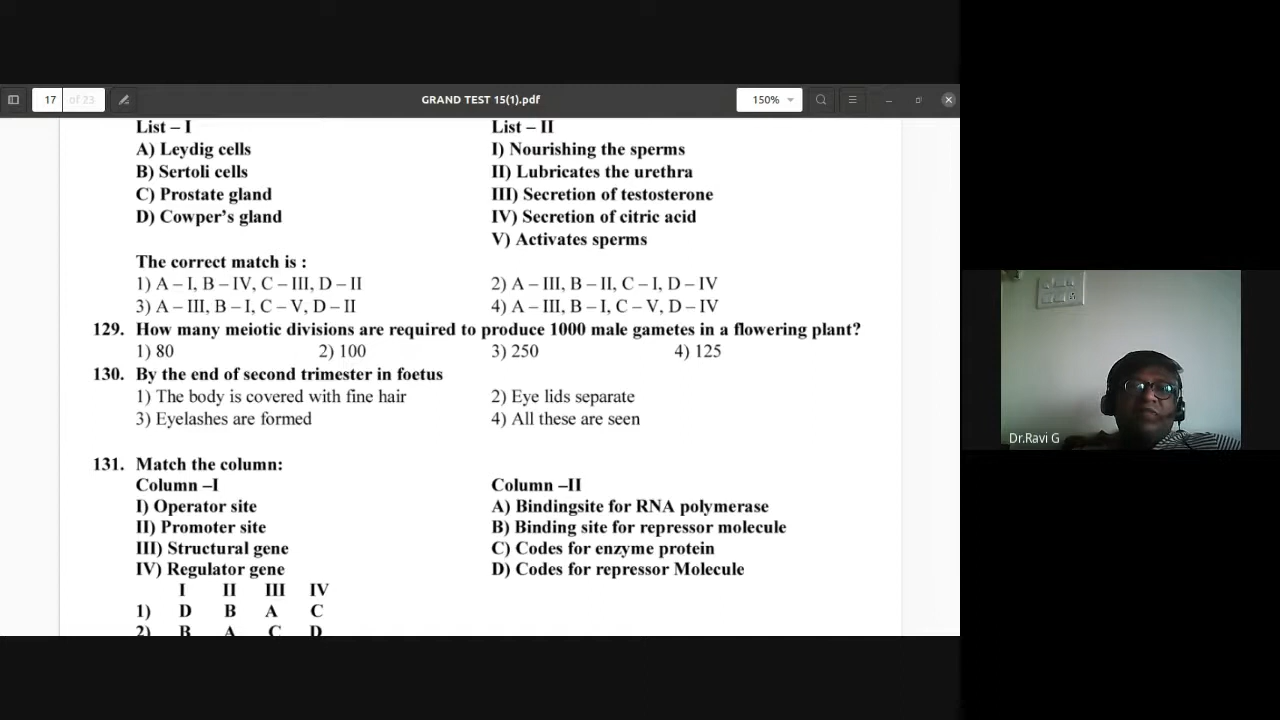 17 of 23
GRAND TEST 15(1).pdf
150%
List – I List – II
A) Leydig cells I) Nourishing the sperms
B) Sertoli cells II) Lubricates the urethra
C) Prostate gland III) Secretion of testosterone
D) Cowper’s gland IV) Secretion of citric acid
V) Activates sperms
The correct match is :
1) A – I, B – IV, C – III, D – II 2) A – III, B – II, C – I, D – IV
3) A – III, B – I, C – V, D – II 4) A – III, B – I, C – V, D – IV
129. How many meiotic divisions are required to produce 1000 male gametes in a flowering plant?
1) 80 2) 100 3) 250 4) 125
130. By the end of second trimester in foetus
1) The body is covered with fine hair 2) Eye lids separate
3) Eyelashes are formed 4) All these are seen
131. Match the column:
Column –I Column –II
I) Operator site A) Bindingsite for RNA polymerase
II) Promoter site B) Binding site for repressor molecule
III) Structural gene C) Codes for enzyme protein
IV) Regulator gene D) Codes for repressor Molecule
I II III IV
1) D B A C
2) B A C D
Dr.Ravi G